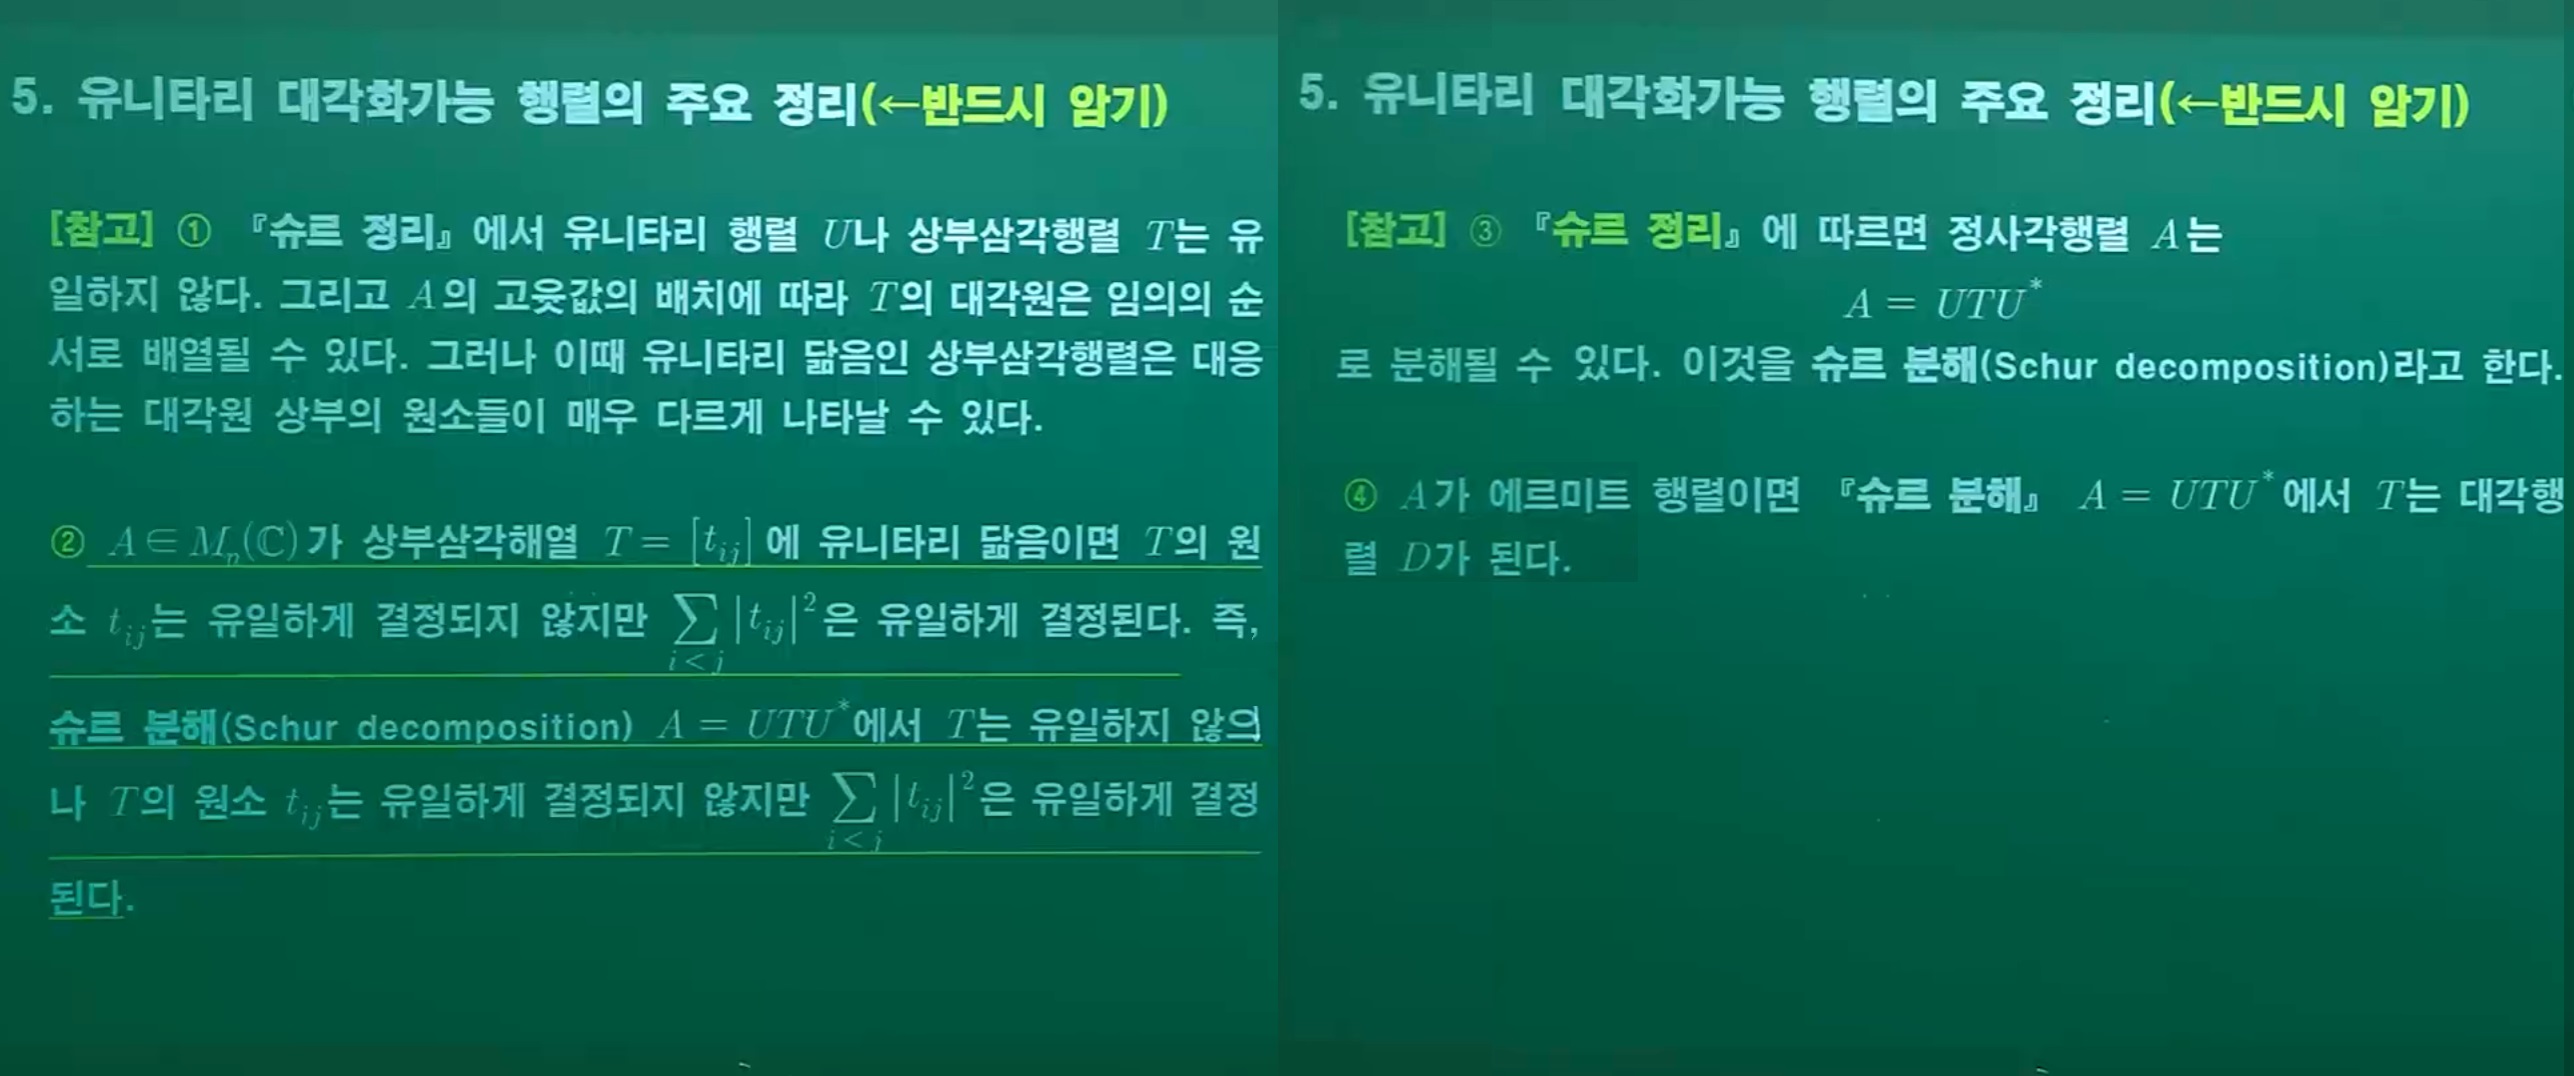 5. 유니타리 대각화가능 행렬의 주요 정리(←반드시 암기)
[참고] ① 『슈르 정리』에서 유니타리 행렬 U나 상부삼각행렬 T는 유
일하지 않다. 그리고 A의 고윳값의 배치에 따라 T의 대각원은 임의의 순
서로 배열될 수 있다. 그러나 이때 유니타리 닮음인 상부삼각행렬은 대응
하는 대각원 상부의 원소들이 매우 다르게 나타날 수 있다.
② A∈M_n(ℂ)가 상부삼각해열 T = [t_{ij}]에 유니타리 닮음이면 T의 원
소 t_{ij}는 유일하게 결정되지 않지만 ∑_{i<j} |t_{ij}|²은 유일하게 결정된다. 즉,
슈르 분해(Schur decomposition) A = UTU*에서 T는 유일하지 않으
나 T의 원소 t_{ij}는 유일하게 결정되지 않지만 ∑_{i<j} |t_{ij}|²은 유일하게 결정
된다.
5. 유니타리 대각화가능 행렬의 주요 정리(←반드시 암기)
[참고] ③ 『슈르 정리』에 따르면 정사각행렬 A는
A = UTU*
로 분해될 수 있다. 이것을 슈르 분해(Schur decomposition)라고 한다.
④ A가 에르미트 행렬이면 『슈르 분해』 A = UTU*에서 T는 대각행
렬 D가 된다.